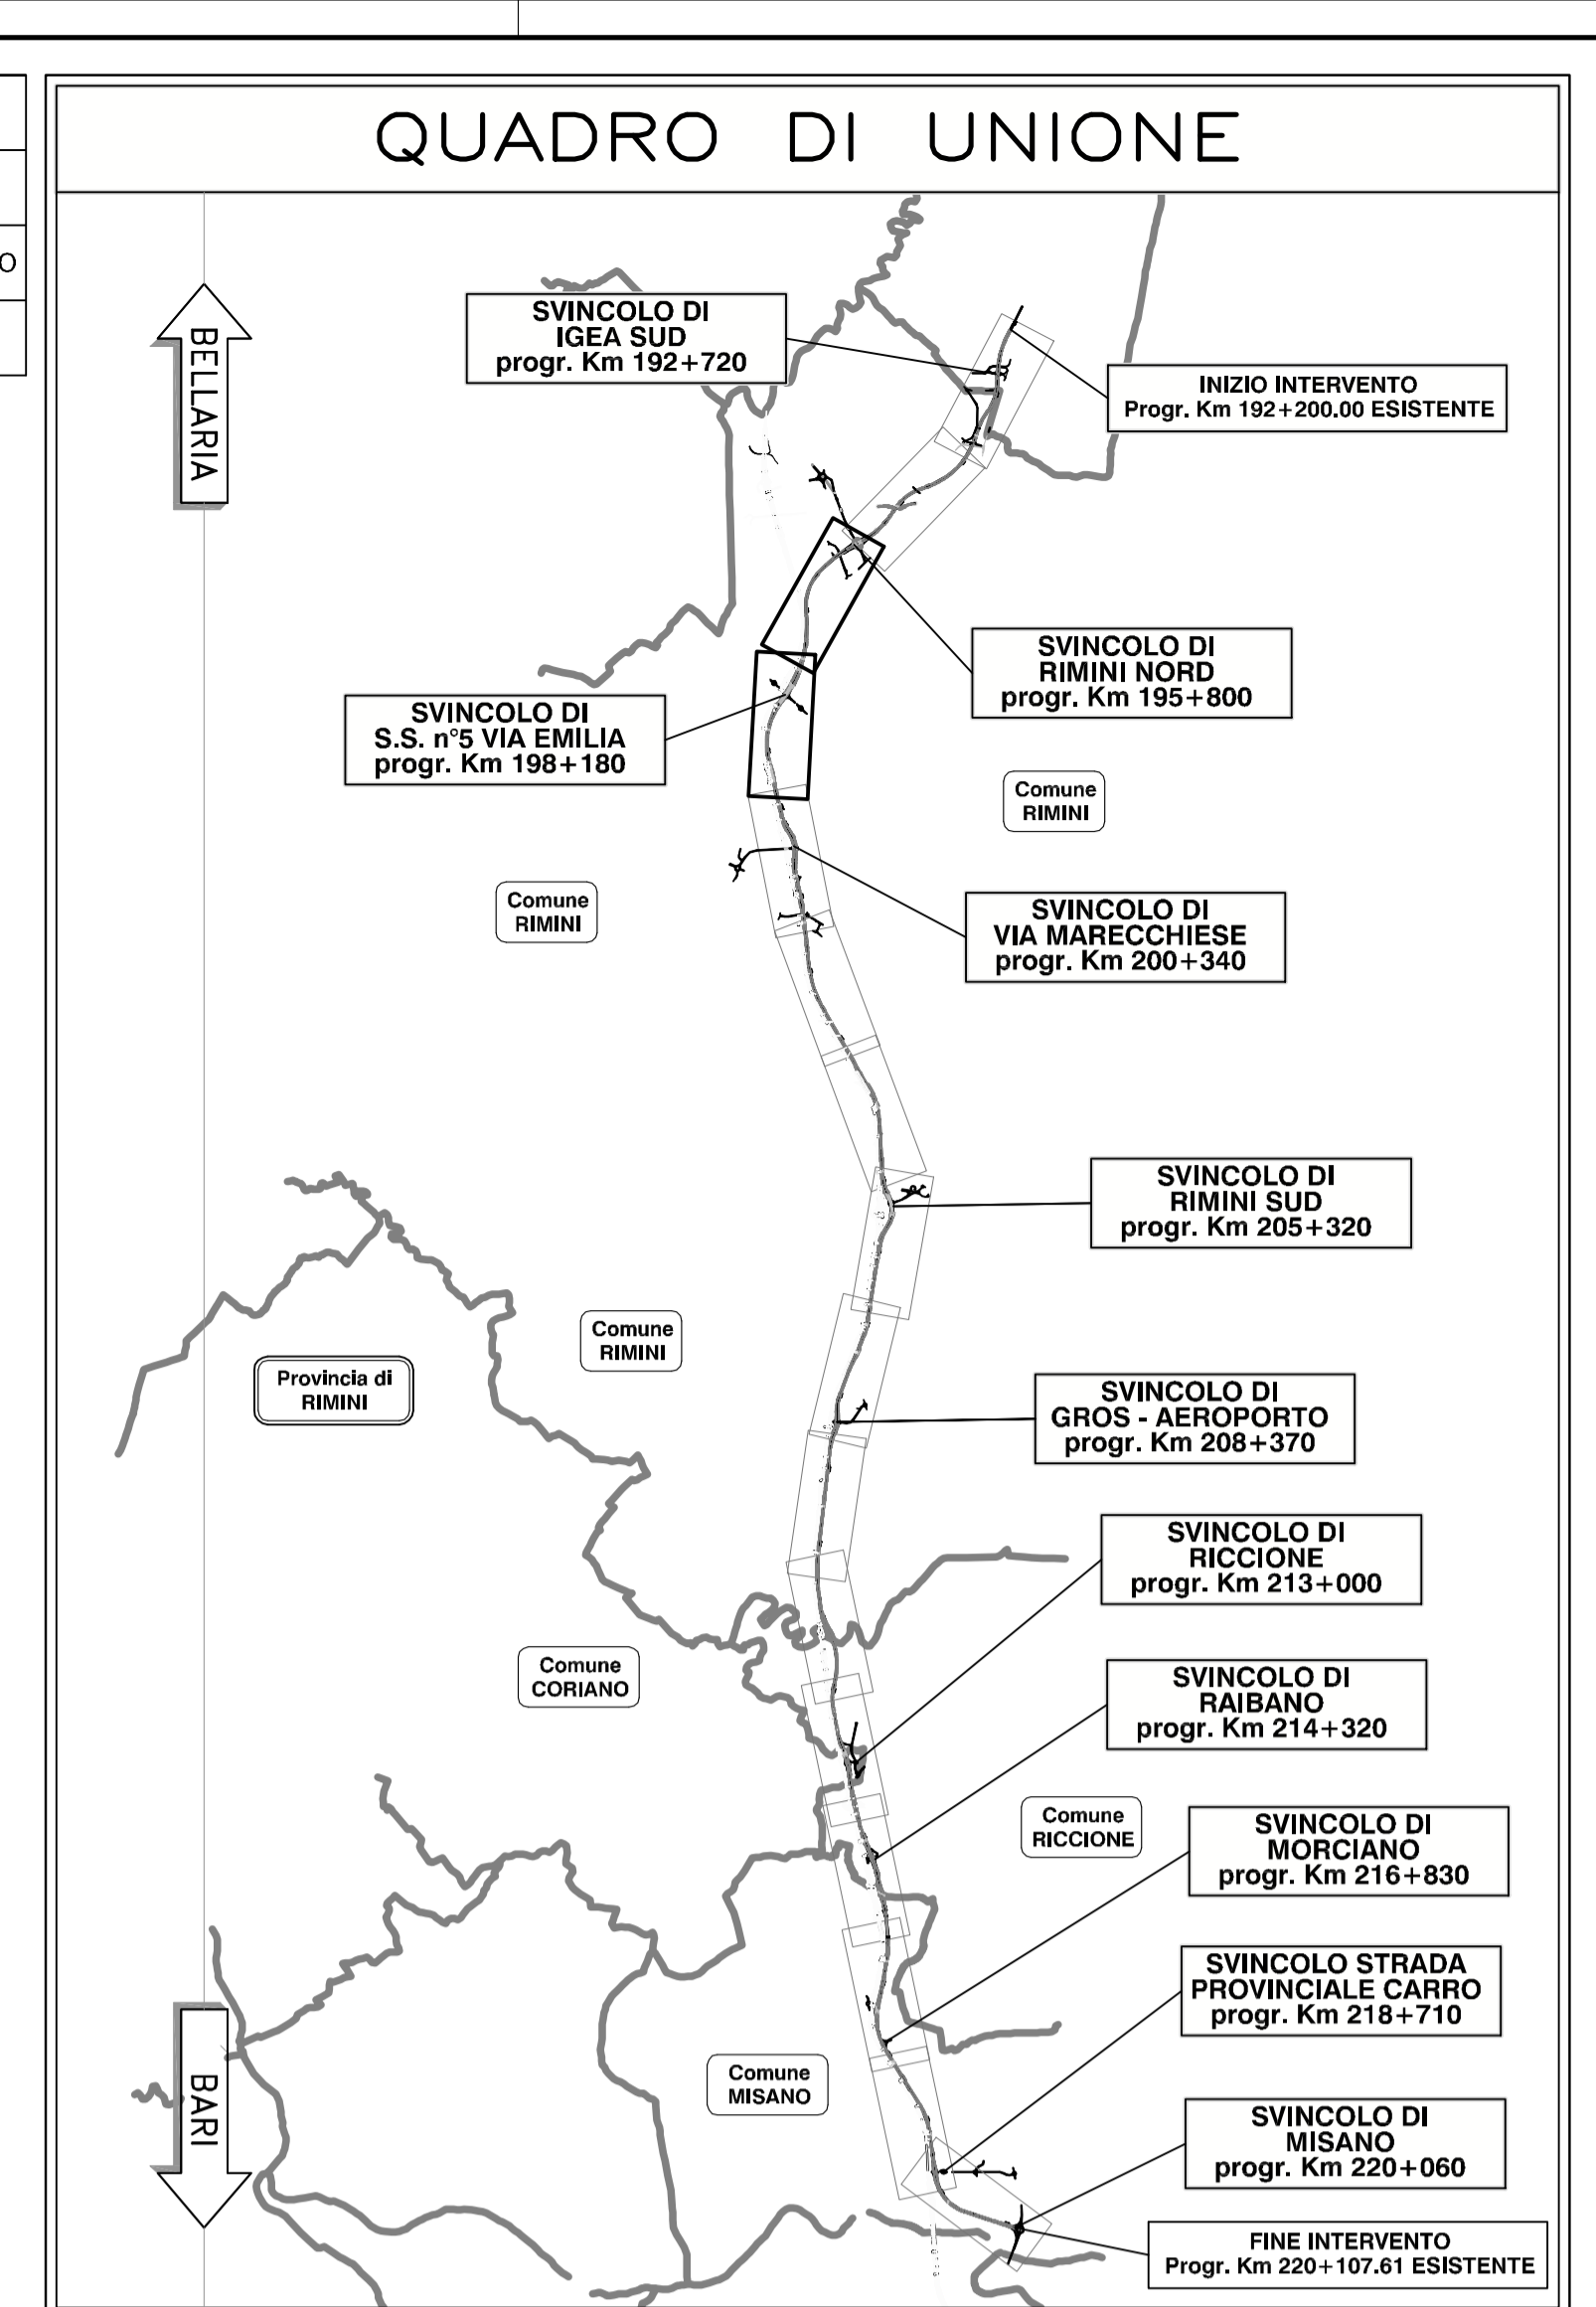 QUADRO DI UNIONE
O
BELLARIA
SVINCOLO DI
IGEA SUD
progr. Km 192+720
INIZIO INTERVENTO
Progr. Km 192+200.00 ESISTENTE
SVINCOLO DI
RIMINI NORD
progr. Km 195+800
SVINCOLO DI
S.S. n°5 VIA EMILIA
progr. Km 198+180
Comune
RIMINI
Comune
RIMINI
SVINCOLO DI
VIA MARECCHIESE
progr. Km 200+340
SVINCOLO DI
RIMINI SUD
progr. Km 205+320
Comune
RIMINI
Provincia di
RIMINI
SVINCOLO DI
GROS - AEROPORTO
progr. Km 208+370
SVINCOLO DI
RICCIONE
progr. Km 213+000
Comune
CORIANO
SVINCOLO DI
RAIBANO
progr. Km 214+320
Comune
RICCIONE
SVINCOLO DI
MORCIANO
progr. Km 216+830
SVINCOLO STRADA
PROVINCIALE CARRO
progr. Km 218+710
BARI
Comune
MISANO
SVINCOLO DI
MISANO
progr. Km 220+060
FINE INTERVENTO
Progr. Km 220+107.61 ESISTENTE